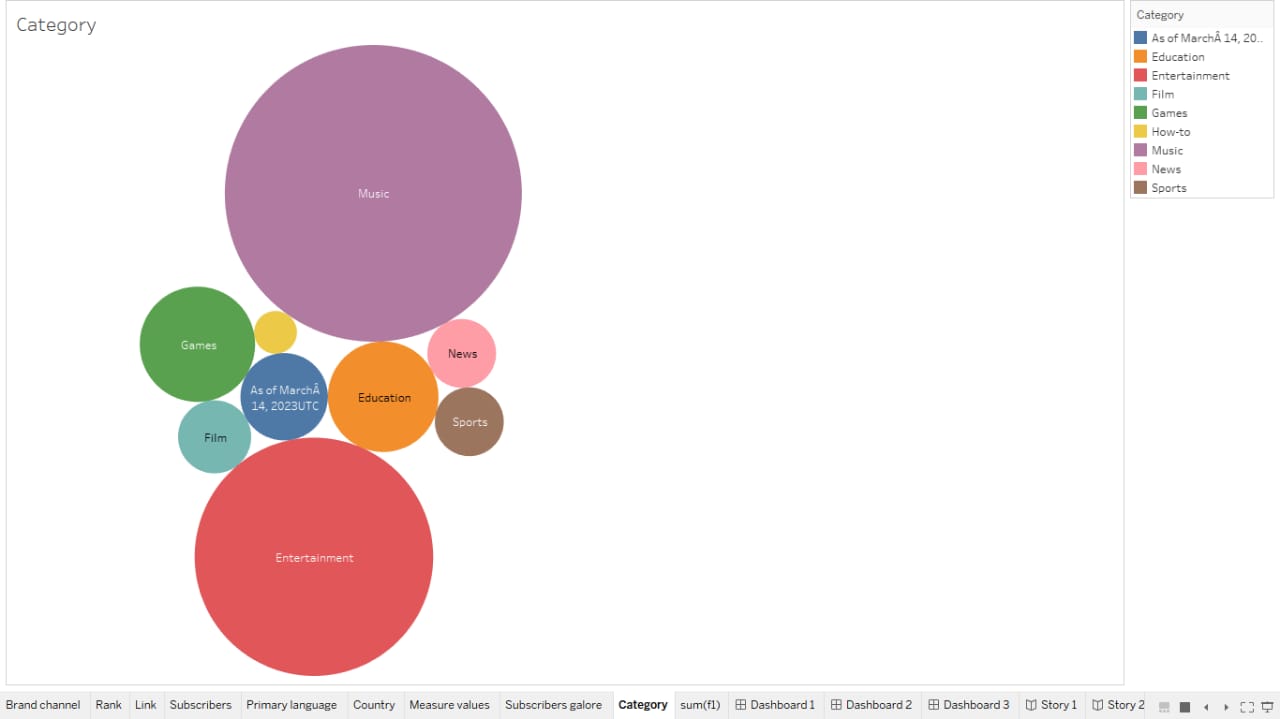 Category
Music
Games
News
As of MarchÂ
14, 2023UTC
Education
Sports
Film
Entertainment
Category
As of MarchÂ 14, 20..
Education
Entertainment
Film
Games
How-to
Music
News
Sports
Brand channel Rank Link Subscribers Primary language Country Measure values Subscribers galore Category sum(f1) Dashboard 1 Dashboard 2 Dashboard 3 Story 1 Story 2